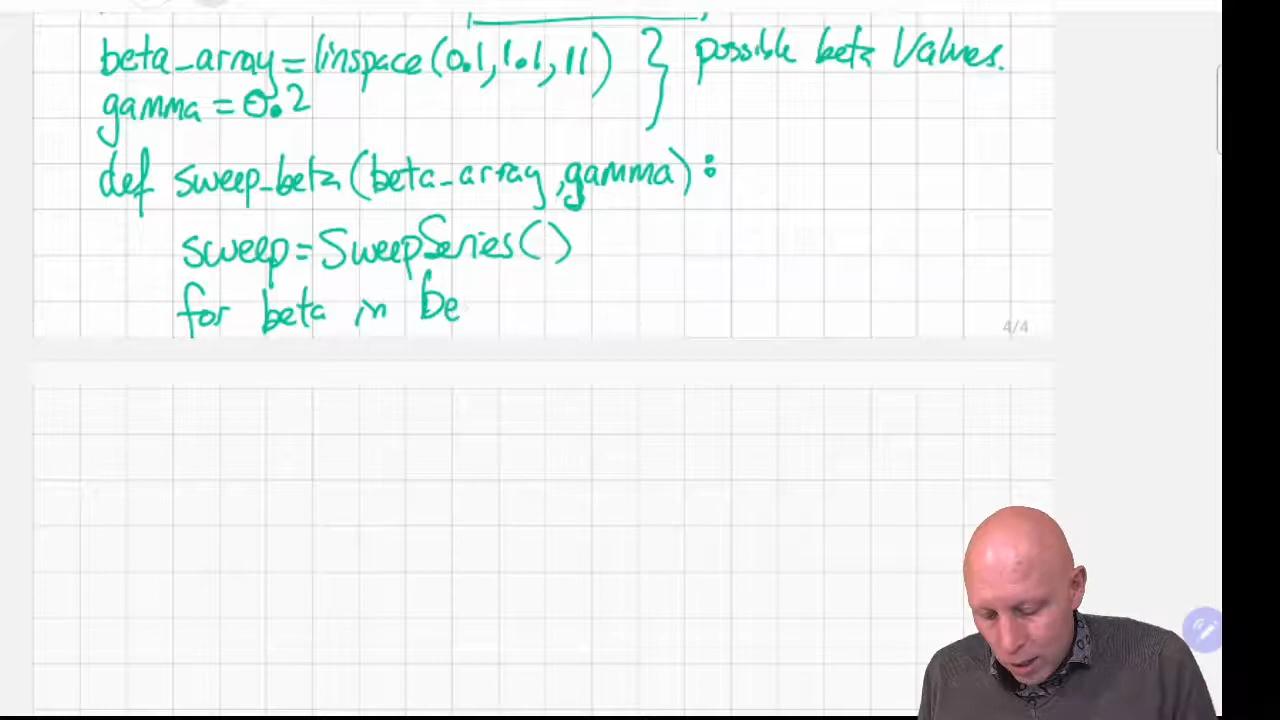 beta_array=linspace(0.1,1.1,11) } possible beta values.
gamma=0.2
def sweep_beta(beta_array,gamma):
sweep=SweepSeries()
for beta in be
4/4